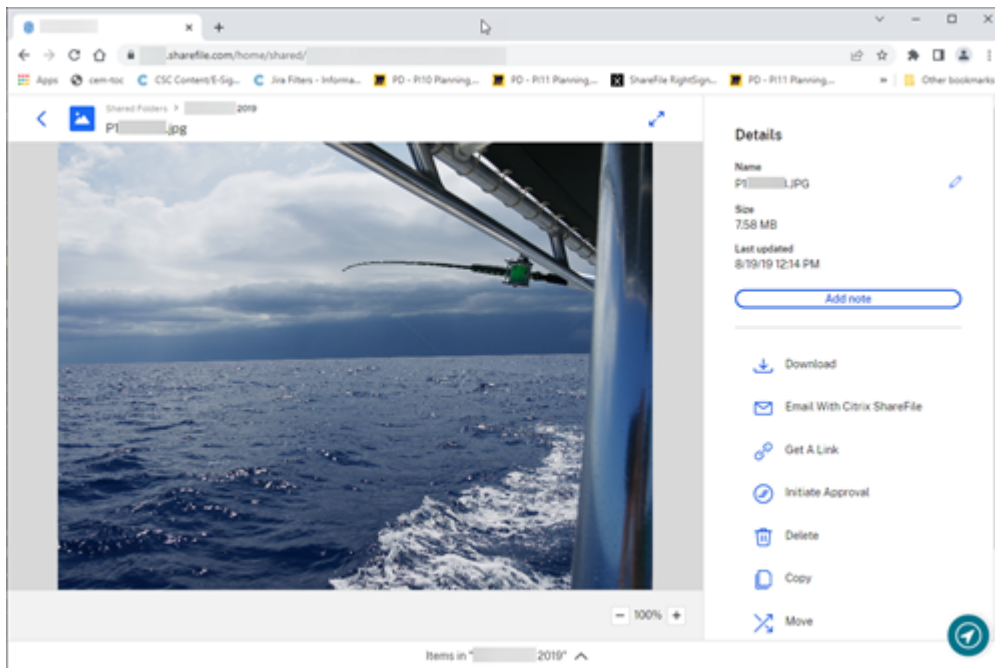 .sharefile.com/home/shared/
Apps cem-toc CSC Content/E-Sig... Jira Filters - Informa... PD - PI10 Planning,... PD - PI11 Planning,... ShareFile RightSign... PD - PI11 Planning,... » Other bookmarks
Shared Folders > 2019
P1 .jpg
Details
Name
P1 .JPG
Size
7.58 MB
Last updated
8/19/19 12:14 PM
Add note
Download
Email With Citrix ShareFile
Get A Link
Initiate Approval
Delete
Copy
100%
Move
Items in " 2019"